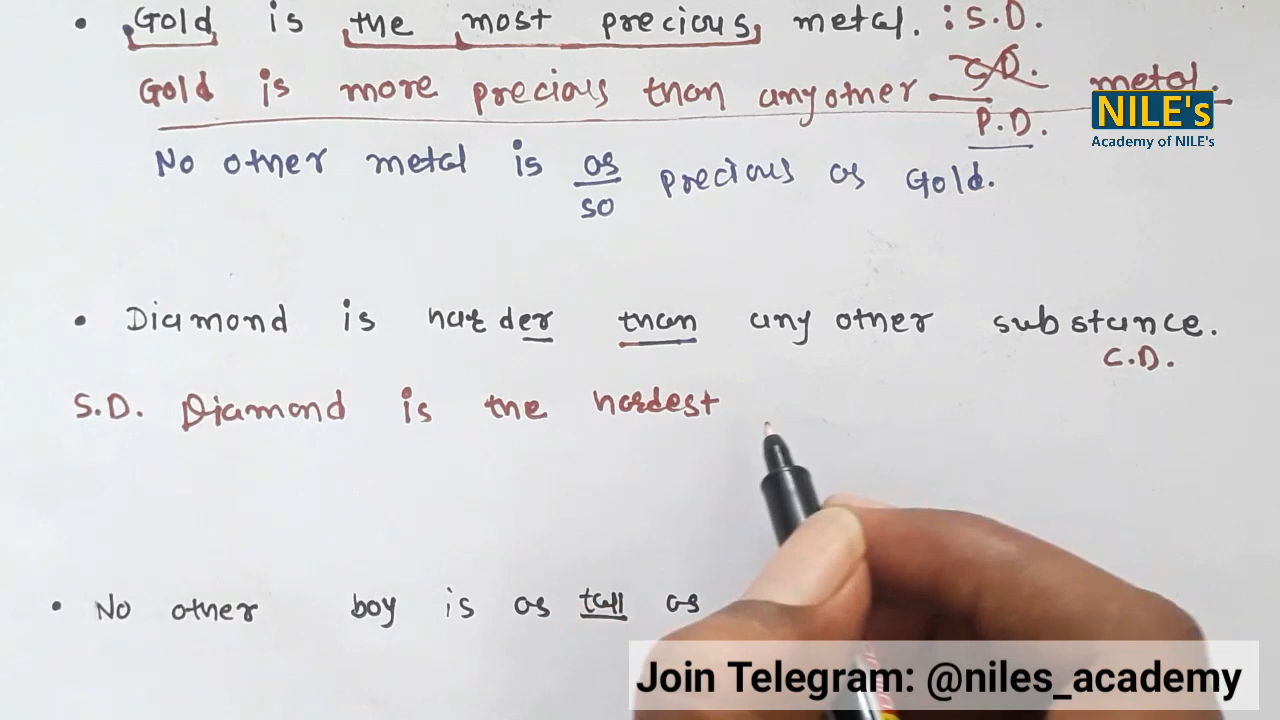 • Gold is the most precious metal. : S.D.
C.D.
Gold is more precious than any other metal.
P.D.
No other metal is as precious as Gold.
so
NILE's
Academy of NILE's
• Diamond is harder than any other substance.
C.D.
S.D. Diamond is the hardest
• No other boy is as tall as
Join Telegram: @niles_academy